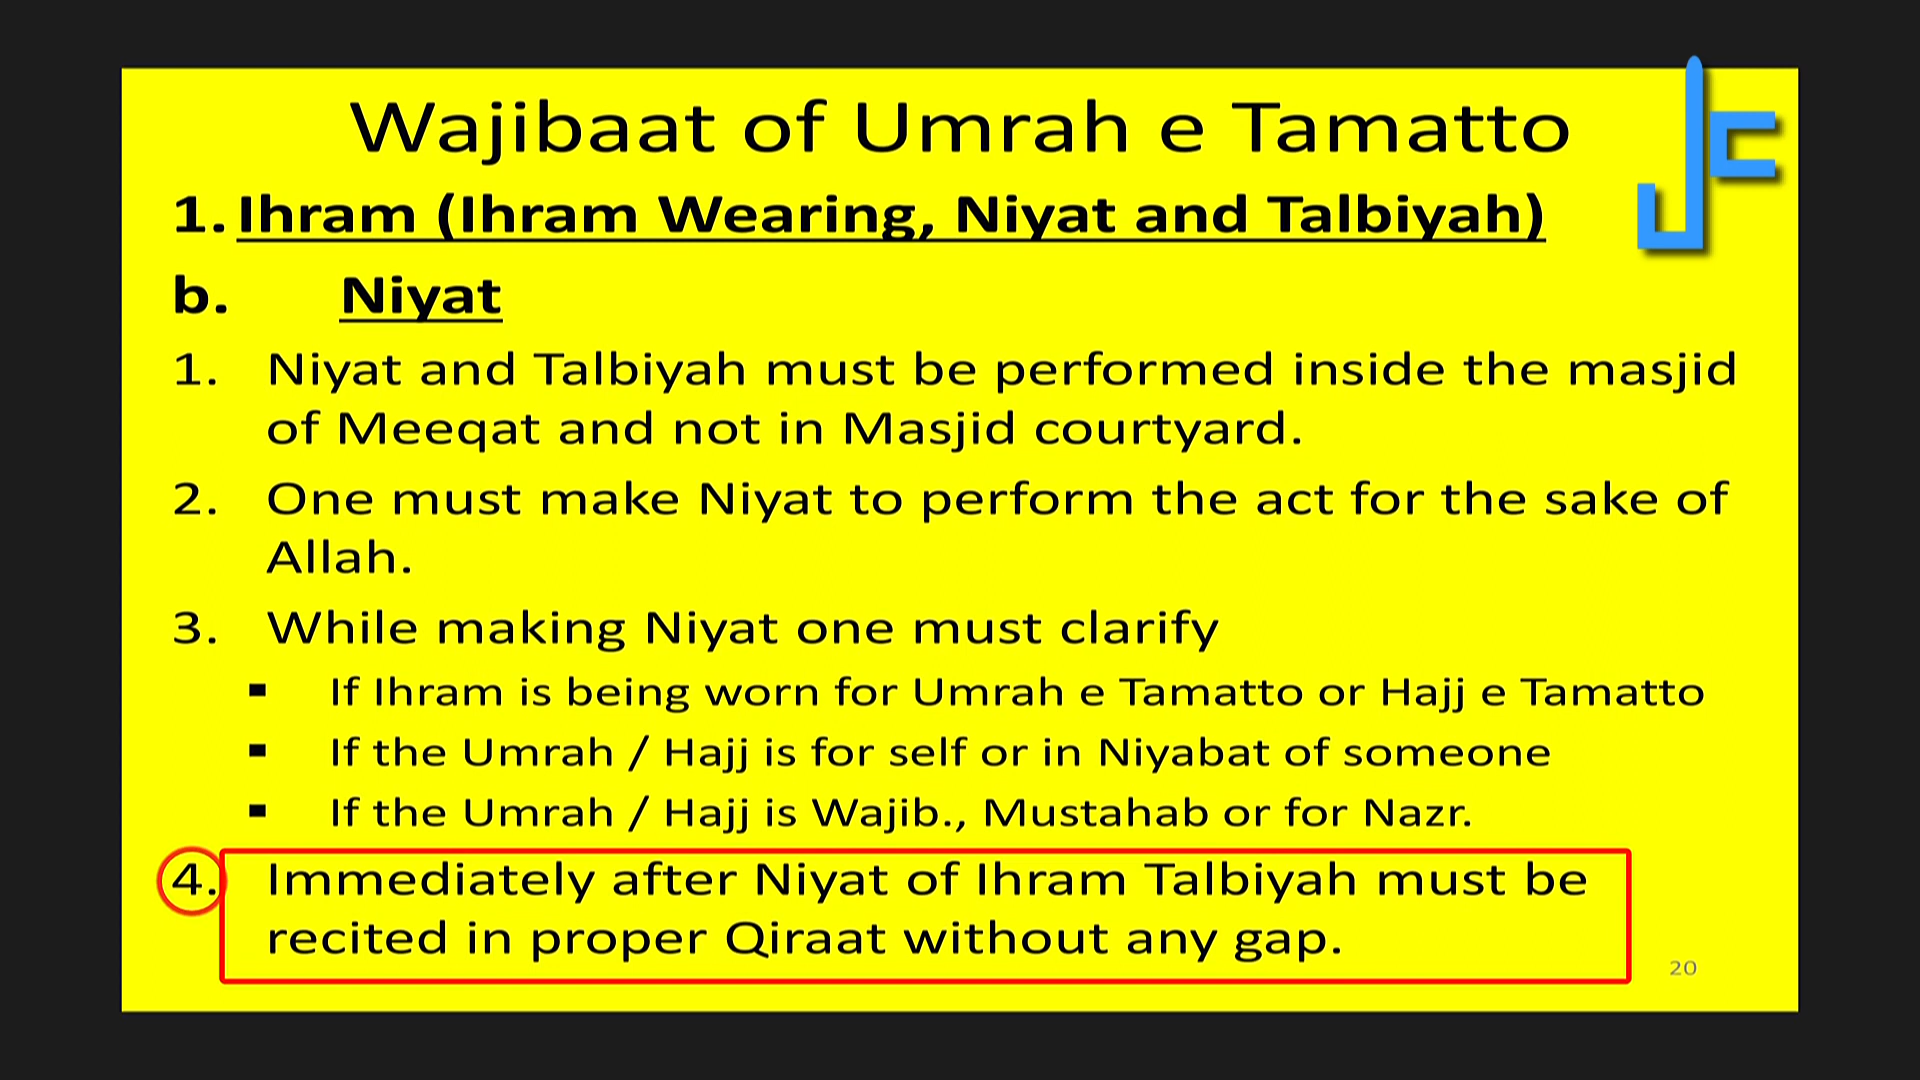 Wajibaat of Umrah e Tamatto
1. Ihram (Ihram Wearing, Niyat and Talbiyah)
b. Niyat
1. Niyat and Talbiyah must be performed inside the masjid
of Meeqat and not in Masjid courtyard.
2. One must make Niyat to perform the act for the sake of
Allah.
3. While making Niyat one must clarify
▪ If Ihram is being worn for Umrah e Tamatto or Hajj e Tamatto
▪ If the Umrah / Hajj is for self or in Niyabat of someone
▪ If the Umrah / Hajj is Wajib., Mustahab or for Nazr.
4. Immediately after Niyat of Ihram Talbiyah must be
recited in proper Qiraat without any gap.
20